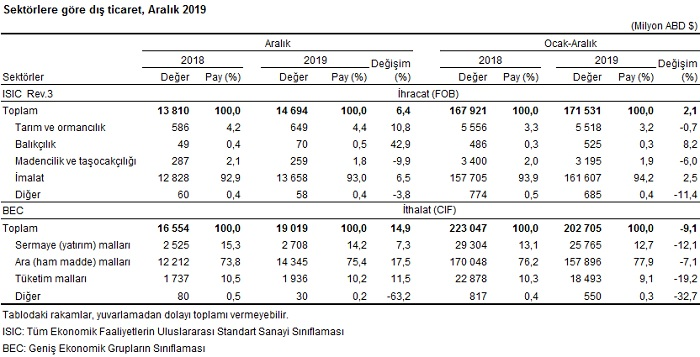 Sektörlere göre dış ticaret, Aralık 2019
(Milyon ABD $)
Aralık Ocak-Aralık
2018 2019 Değişim 2018 2019 Değişim
Sektörler Değer Pay (%) Değer Pay (%) (%) Değer Pay (%) Değer Pay (%) (%)
ISIC Rev.3 İhracat (FOB)
Toplam 13 810 100,0 14 694 100,0 6,4 167 921 100,0 171 531 100,0 2,1
Tarım ve ormancılık 586 4,2 649 4,4 10,8 5 556 3,3 5 518 3,2 -0,7
Balıkçılık 49 0,4 70 0,5 42,9 486 0,3 525 0,3 8,2
Madencilik ve taşocakçılığı 287 2,1 259 1,8 -9,9 3 400 2,0 3 195 1,9 -6,0
İmalat 12 828 92,9 13 658 93,0 6,5 157 705 93,9 161 607 94,2 2,5
Diğer 60 0,4 58 0,4 -3,8 774 0,5 685 0,4 -11,4
BEC İthalat (CIF)
Toplam 16 554 100,0 19 019 100,0 14,9 223 047 100,0 202 705 100,0 -9,1
Sermaye (yatırım) malları 2 525 15,3 2 708 14,2 7,3 29 304 13,1 25 765 12,7 -12,1
Ara (ham madde) malları 12 212 73,8 14 345 75,4 17,5 170 048 76,2 157 896 77,9 -7,1
Tüketim malları 1 737 10,5 1 936 10,2 11,5 22 878 10,3 18 493 9,1 -19,2
Diğer 80 0,5 30 0,2 -63,2 817 0,4 550 0,3 -32,7
Tablodaki rakamlar, yuvarlamadan dolayı toplamı vermeyebilir.
ISIC: Tüm Ekonomik Faaliyetlerin Uluslararası Standart Sanayi Sınıflaması
BEC: Geniş Ekonomik Grupların Sınıflaması